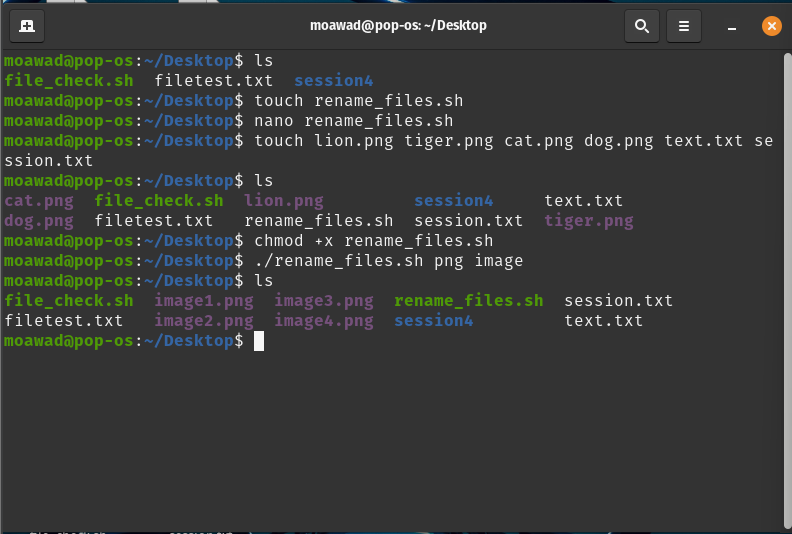 moawad@pop-os: ~/Desktop
moawad@pop-os:~/Desktop$ ls
file_check.sh  filetest.txt  session4
moawad@pop-os:~/Desktop$ touch rename_files.sh
moawad@pop-os:~/Desktop$ nano rename_files.sh
moawad@pop-os:~/Desktop$ touch lion.png tiger.png cat.png dog.png text.txt se
ssion.txt
moawad@pop-os:~/Desktop$ ls
cat.png  file_check.sh  lion.png         session4     text.txt
dog.png  filetest.txt   rename_files.sh  session.txt  tiger.png
moawad@pop-os:~/Desktop$ chmod +x rename_files.sh
moawad@pop-os:~/Desktop$ ./rename_files.sh png image
moawad@pop-os:~/Desktop$ ls
file_check.sh  image1.png  image3.png  rename_files.sh  session.txt
filetest.txt   image2.png  image4.png  session4         text.txt
moawad@pop-os:~/Desktop$